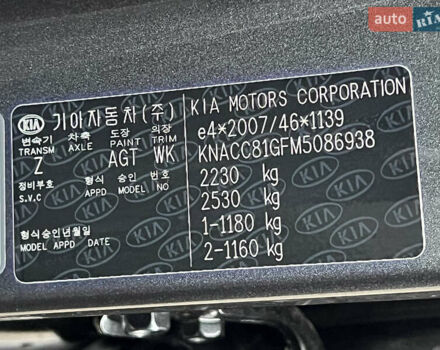 auto RIA
KIA 기아자동차(주) KIA MOTORS CORPORATION
변속기 차축 도장 의장 e4*2007/46*1139
TRANSM AXLE PAINT TRIM KNACC81GFM5086938
Z AGT WK
정비부호 형식 승인 번호 2230 kg
S.V.C APPD MODEL NO 2530 kg
1-1180 kg
형식승인년월일 2-1160 kg
MODEL APPD DATE